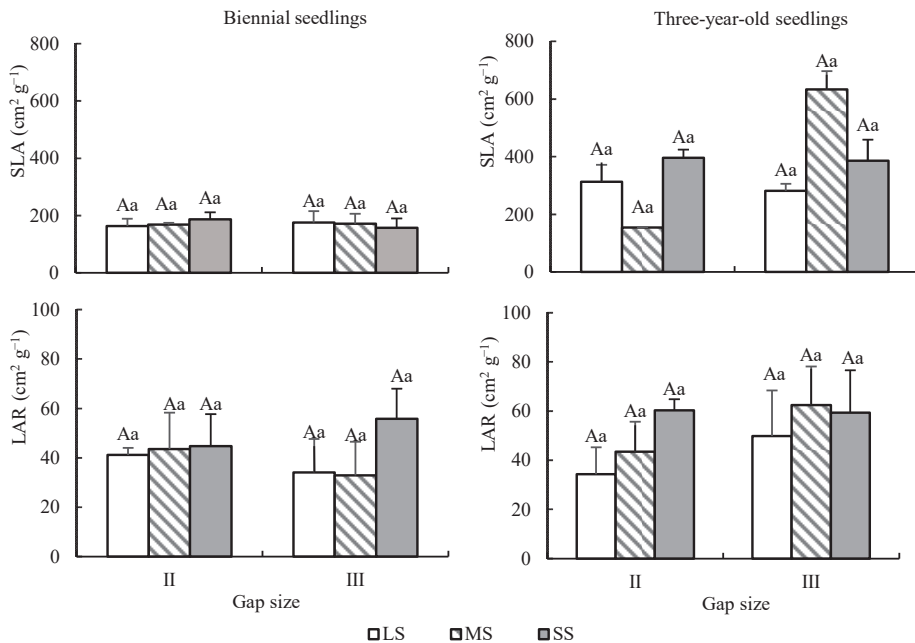 Biennial seedlings
Three-year-old seedlings
SLA (cm² g⁻¹)
800
600
400
200
0
Aa Aa Aa Aa Aa Aa
SLA (cm² g⁻¹)
800
600
400
200
0
Aa Aa Aa Aa Aa Aa
LAR (cm² g⁻¹)
100
80
60
40
20
0
Aa Aa Aa Aa Aa Aa
II III
Gap size
LAR (cm² g⁻¹)
100
80
60
40
20
0
Aa Aa Aa Aa Aa Aa
II III
Gap size
LS MS SS